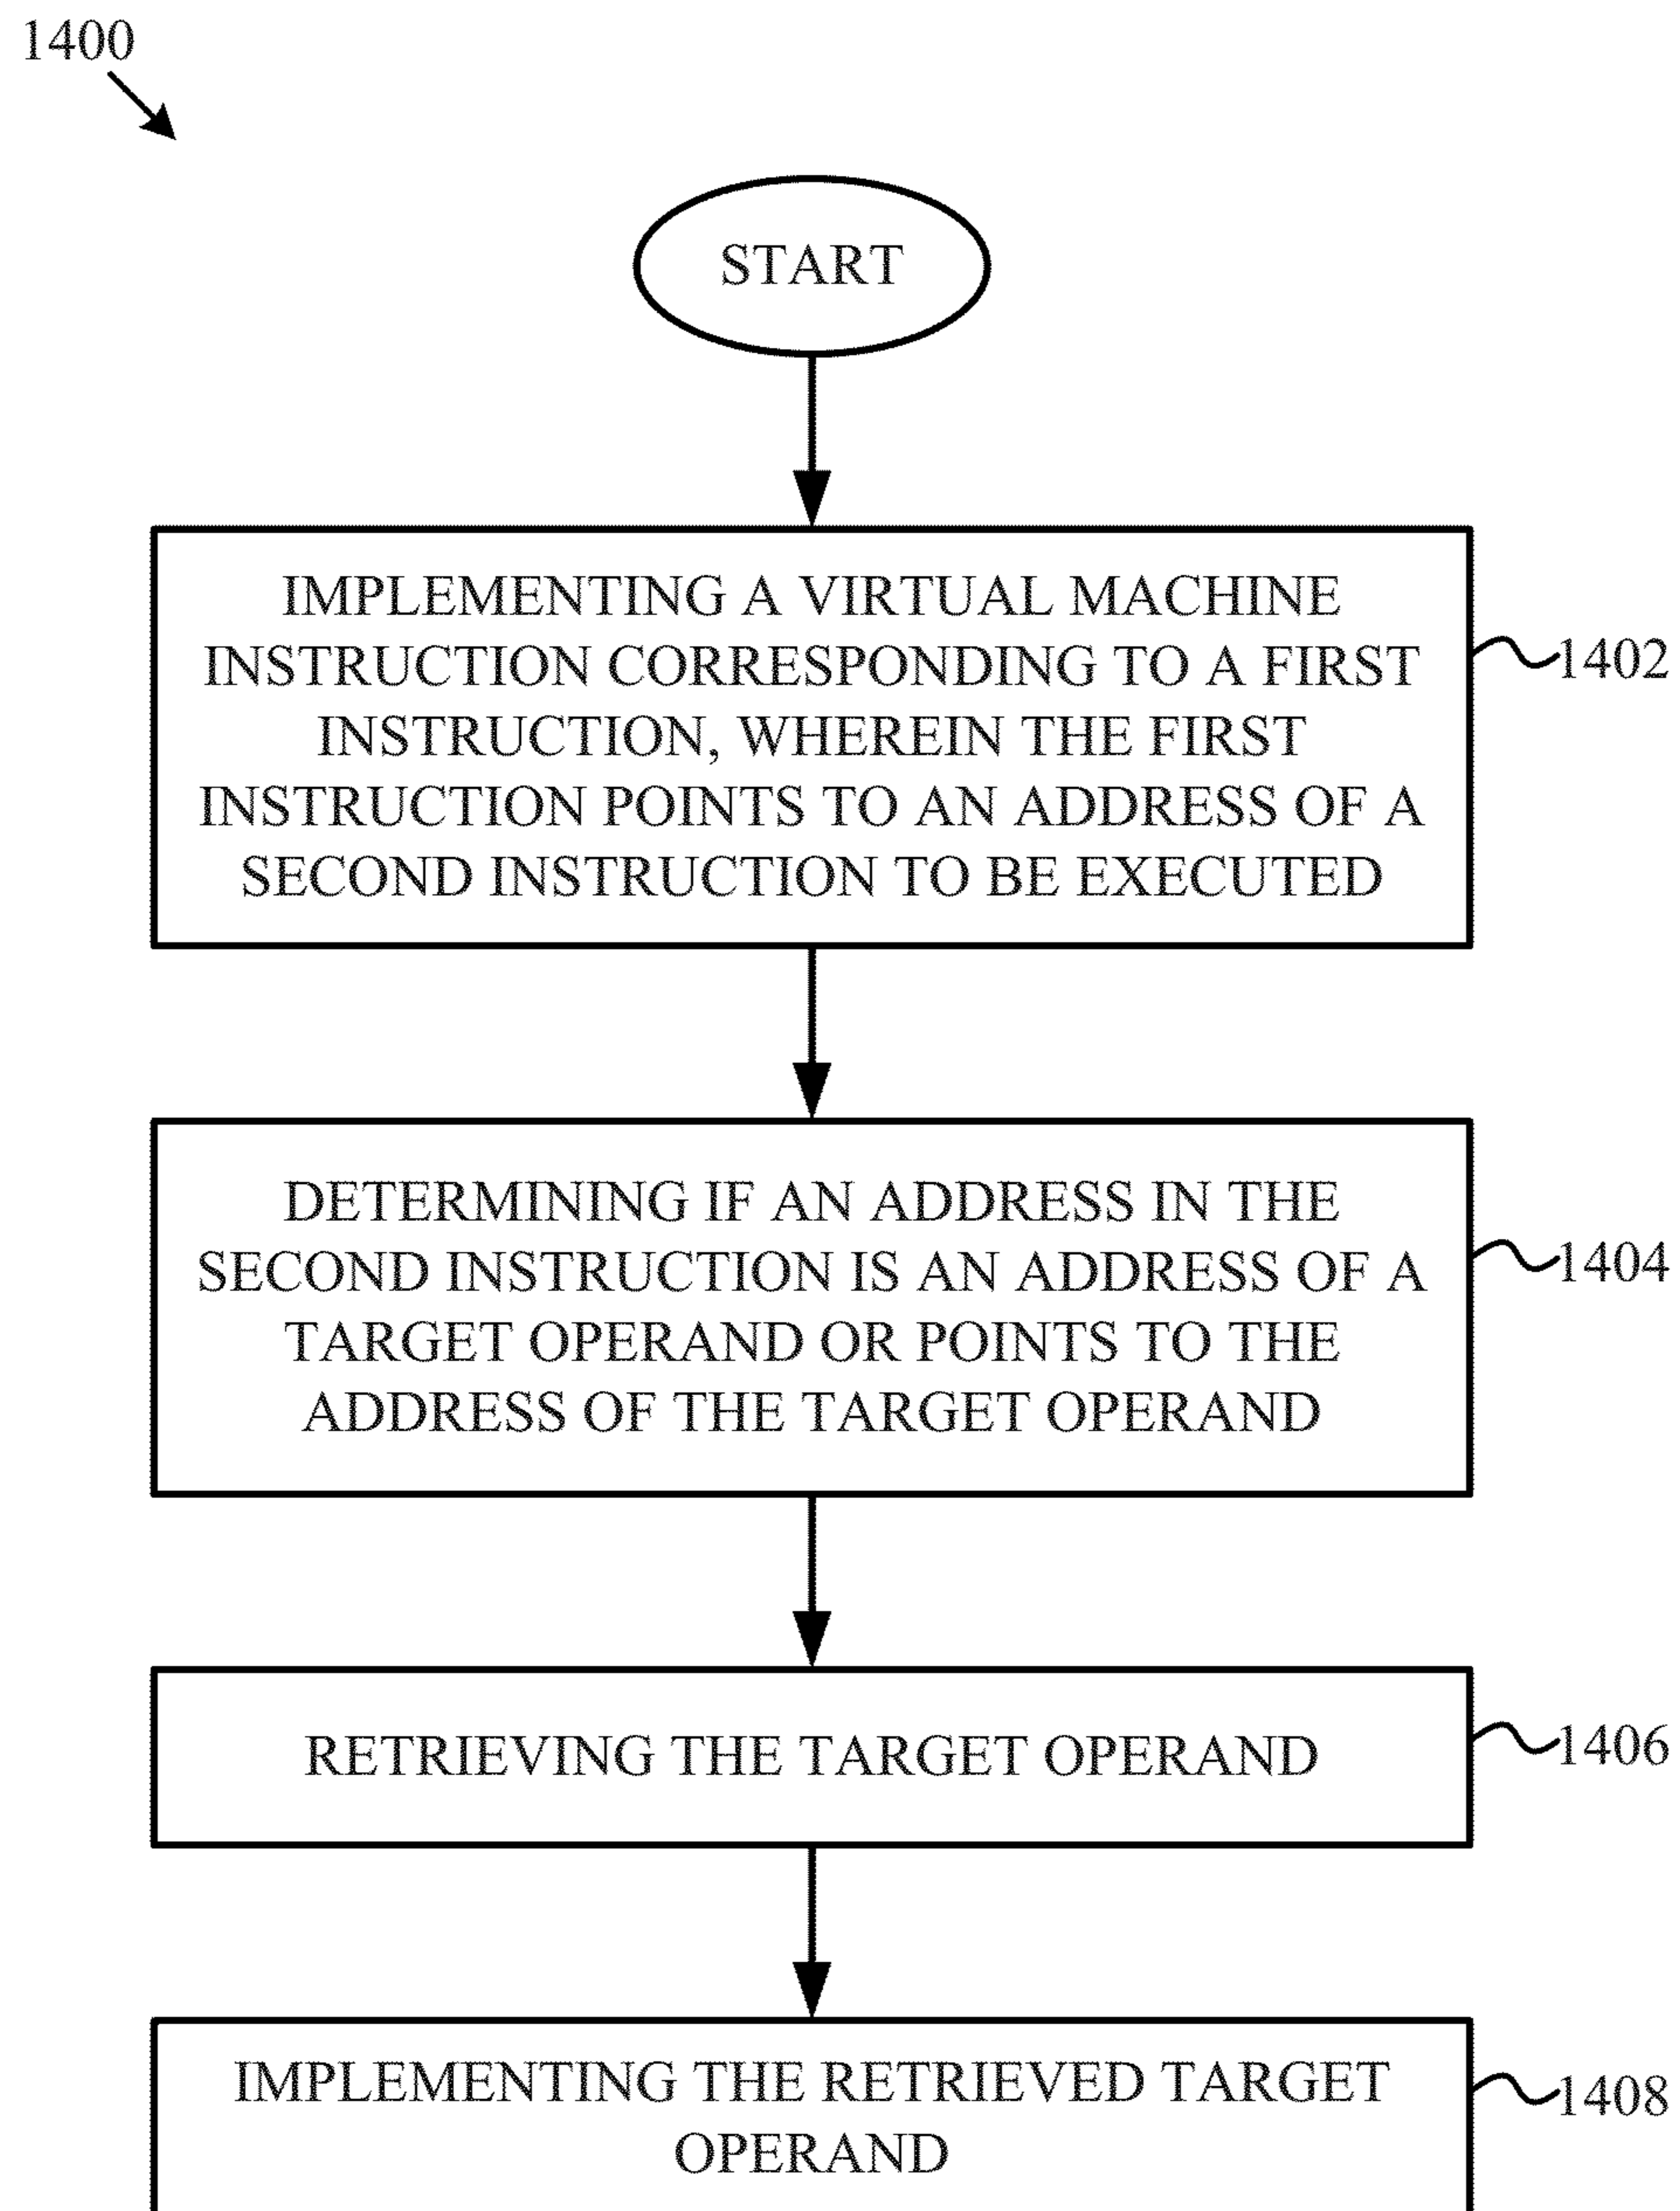 1400
START
IMPLEMENTING A VIRTUAL MACHINE
INSTRUCTION CORRESPONDING TO A FIRST
INSTRUCTION, WHEREIN THE FIRST
INSTRUCTION POINTS TO AN ADDRESS OF A
SECOND INSTRUCTION TO BE EXECUTED
1402
DETERMINING IF AN ADDRESS IN THE
SECOND INSTRUCTION IS AN ADDRESS OF A
TARGET OPERAND OR POINTS TO THE
ADDRESS OF THE TARGET OPERAND
1404
RETRIEVING THE TARGET OPERAND
1406
IMPLEMENTING THE RETRIEVED TARGET
OPERAND
1408